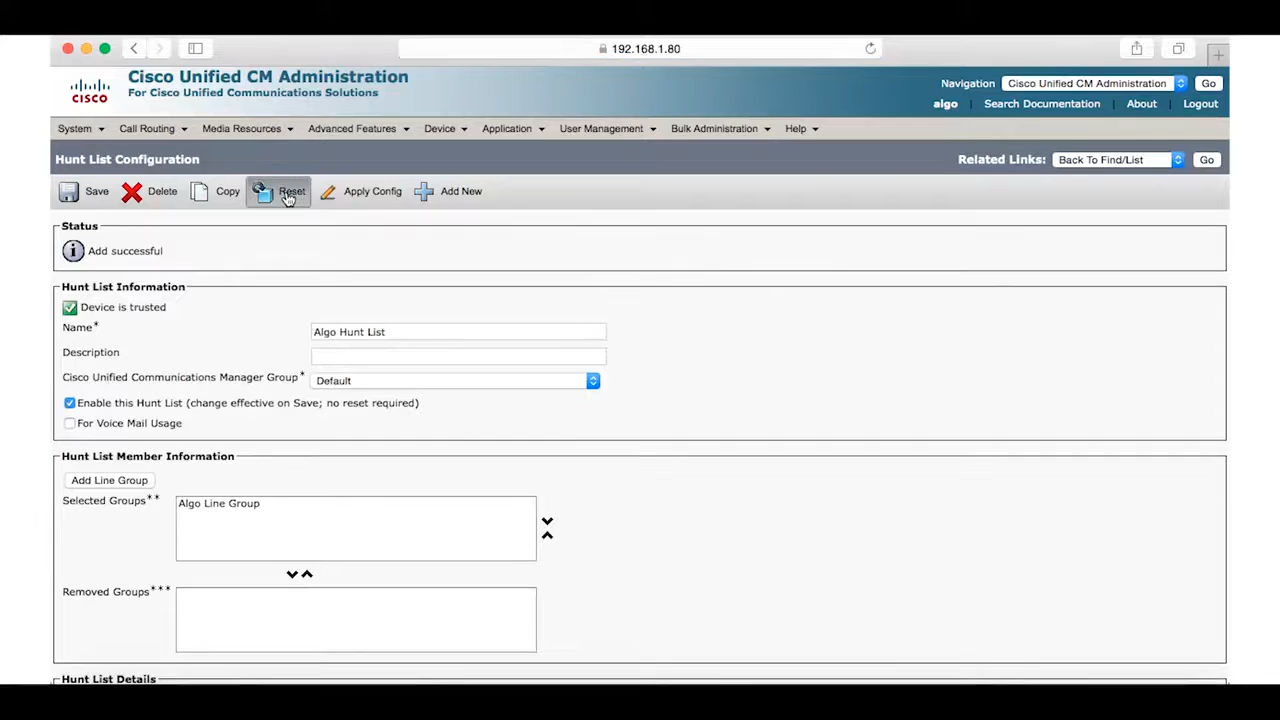 192.168.1.80
Cisco Unified CM Administration
For Cisco Unified Communications Solutions
CISCO
Navigation Cisco Unified CM Administration Go
algo | Search Documentation | About | Logout
System Call Routing Media Resources Advanced Features Device Application User Management Bulk Administration Help
Hunt List Configuration
Related Links: Back To Find/List Go
Save Delete Copy Reset Apply Config Add New
Status
Add successful
Hunt List Information
Device is trusted
Name* Algo Hunt List
Description
Cisco Unified Communications Manager Group* Default
Enable this Hunt List (change effective on Save; no reset required)
For Voice Mail Usage
Hunt List Member Information
Add Line Group
Selected Groups** Algo Line Group
Removed Groups***
Hunt List Details